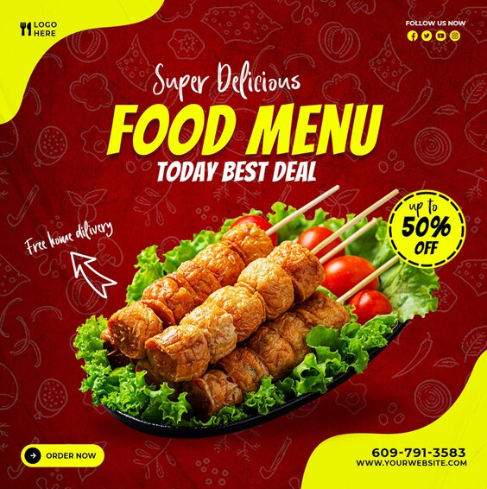 LOGO
HERE
FOLLOW US NOW
Super Delicious
FOOD MENU
TODAY BEST DEAL
up to
50%
OFF
Free home dilivery
ORDER NOW
609-791-3583
WWW.YOURWEBSITE.COM